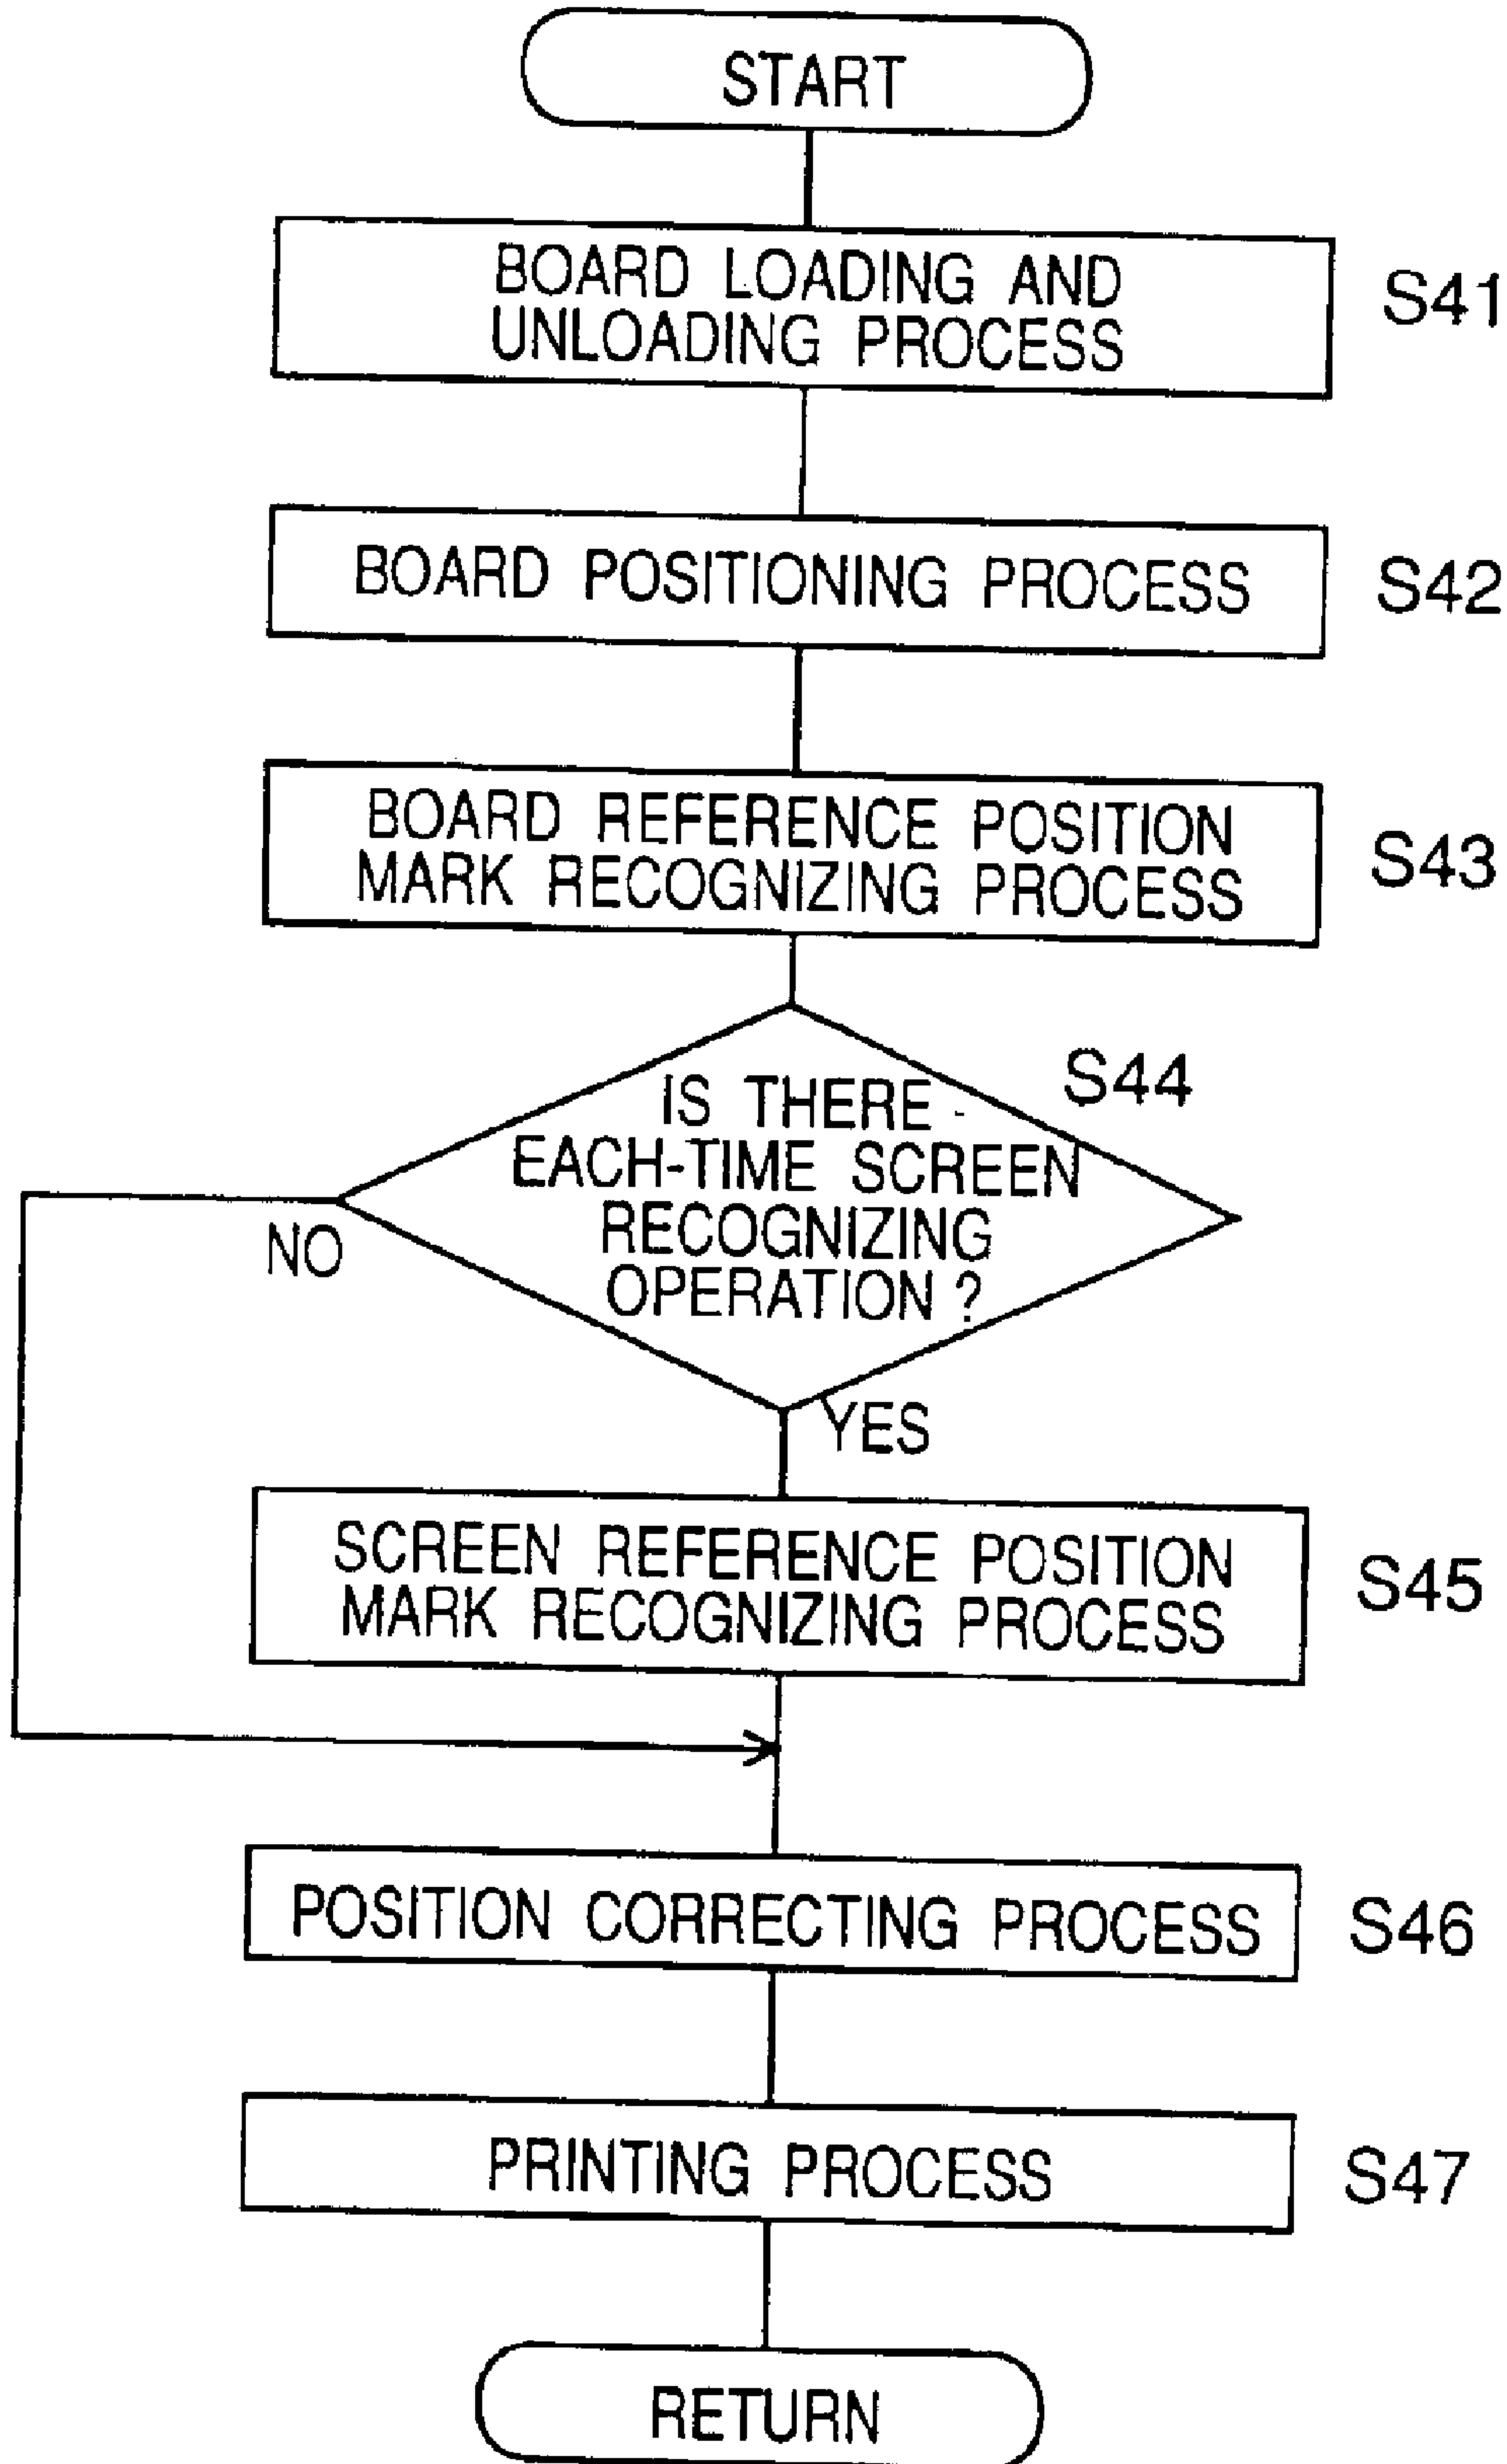 START
BOARD LOADING AND
UNLOADING PROCESS
S41
BOARD POSITIONING PROCESS
S42
BOARD REFERENCE POSITION
MARK RECOGNIZING PROCESS
S43
S44
IS THERE
EACH-TIME SCREEN
RECOGNIZING
OPERATION ?
NO
YES
SCREEN REFERENCE POSITION
MARK RECOGNIZING PROCESS
S45
POSITION CORRECTING PROCESS
S46
PRINTING PROCESS
S47
RETURN